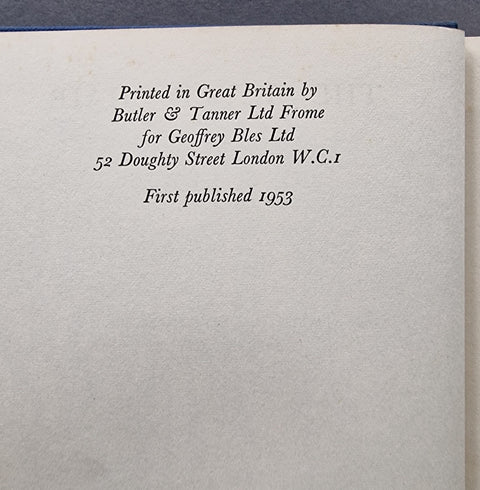 Printed in Great Britain by
Butler & Tanner Ltd Frome
for Geoffrey Bles Ltd
52 Doughty Street London W.C.1
First published 1953